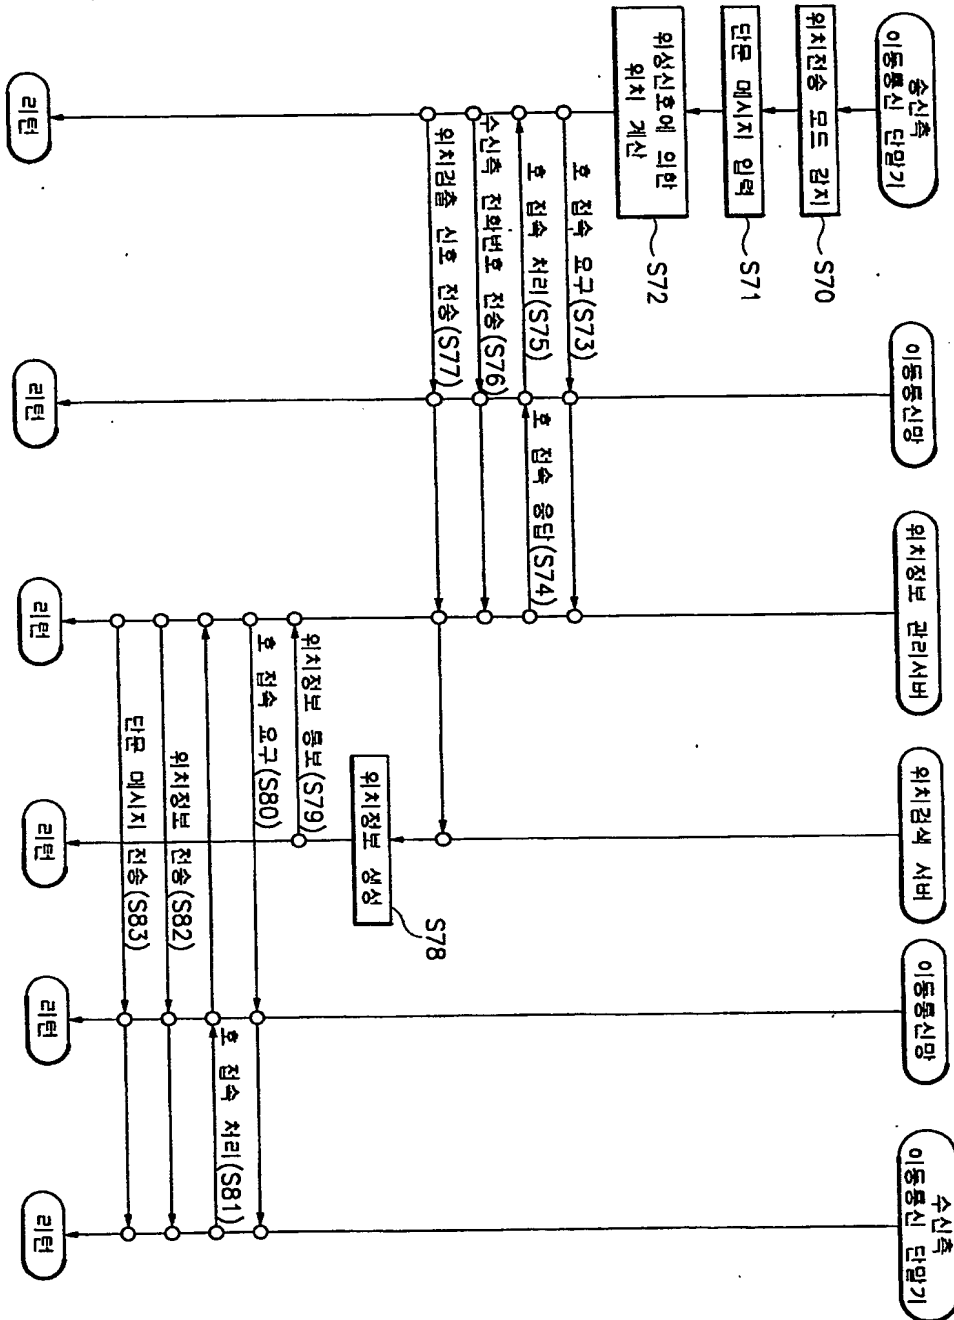 송신측
이동통신 단말기
이동통신망
위치정보 관리서버
위치검색 서버
이동통신망
수신측
이동통신 단말기
위치전송 모드 감지
S70
단문 메시지 입력
S71
위성신호에 의한
위치 계산
S72
호 접속 요구(S73)
호 접속 응답(S74)
호 접속 처리(S75)
수신측 전화번호 전송(S76)
위치검출 신호 전송(S77)
위치정보 생성
S78
위치정보 통보(S79)
호 접속 요구(S80)
호 접속 처리(S81)
위치정보 전송(S82)
단문 메시지 전송(S83)
리턴
리턴
리턴
리턴
리턴
리턴